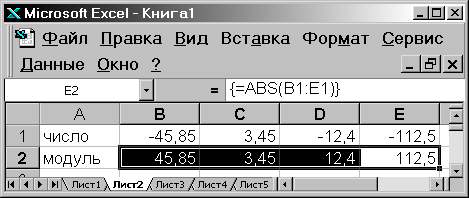 Microsoft Excel - Книга1
Файл Правка Вид Вставка Формат Сервис
Данные Окно ?
E2 = {=ABS(B1:E1)}
A B C D E
1 число -45,85 3,45 -12,4 -112,5
2 модуль 45,85 3,45 12,4 112,5
Лист1 Лист2 Лист3 Лист4 Лист5